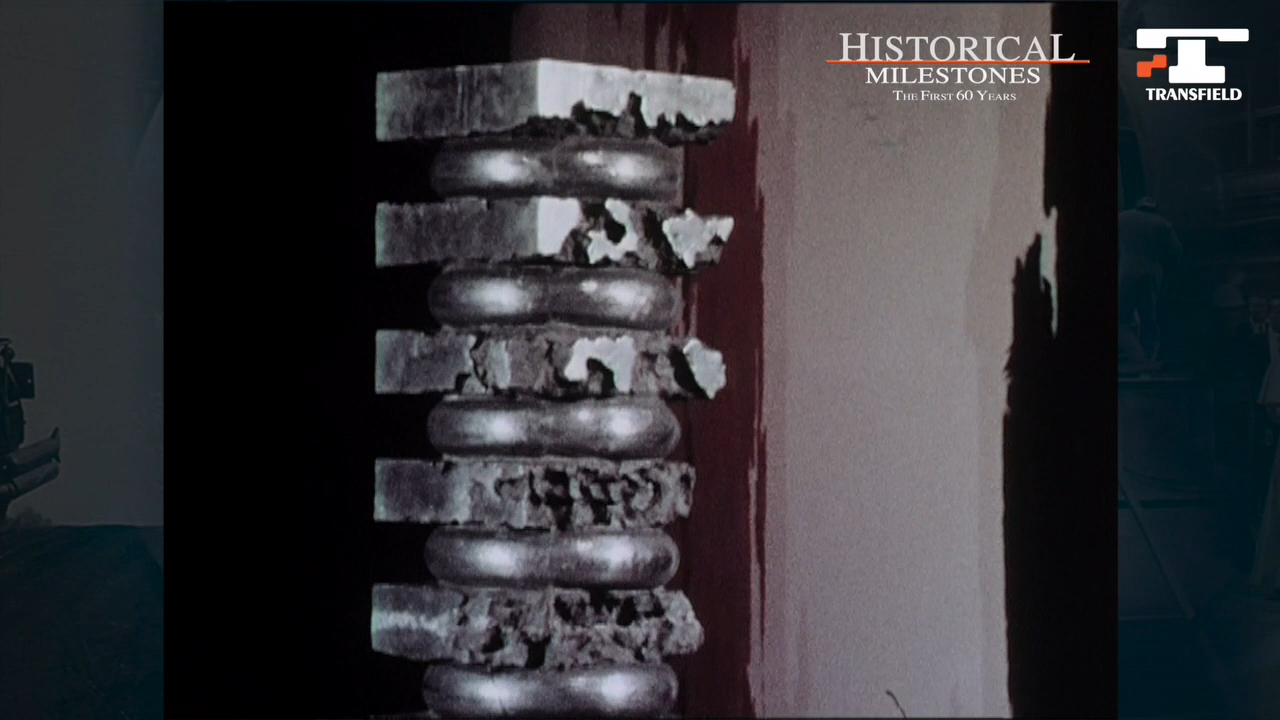 HISTORICAL
MILESTONES
THE FIRST 60 YEARS
TRANSFIELD